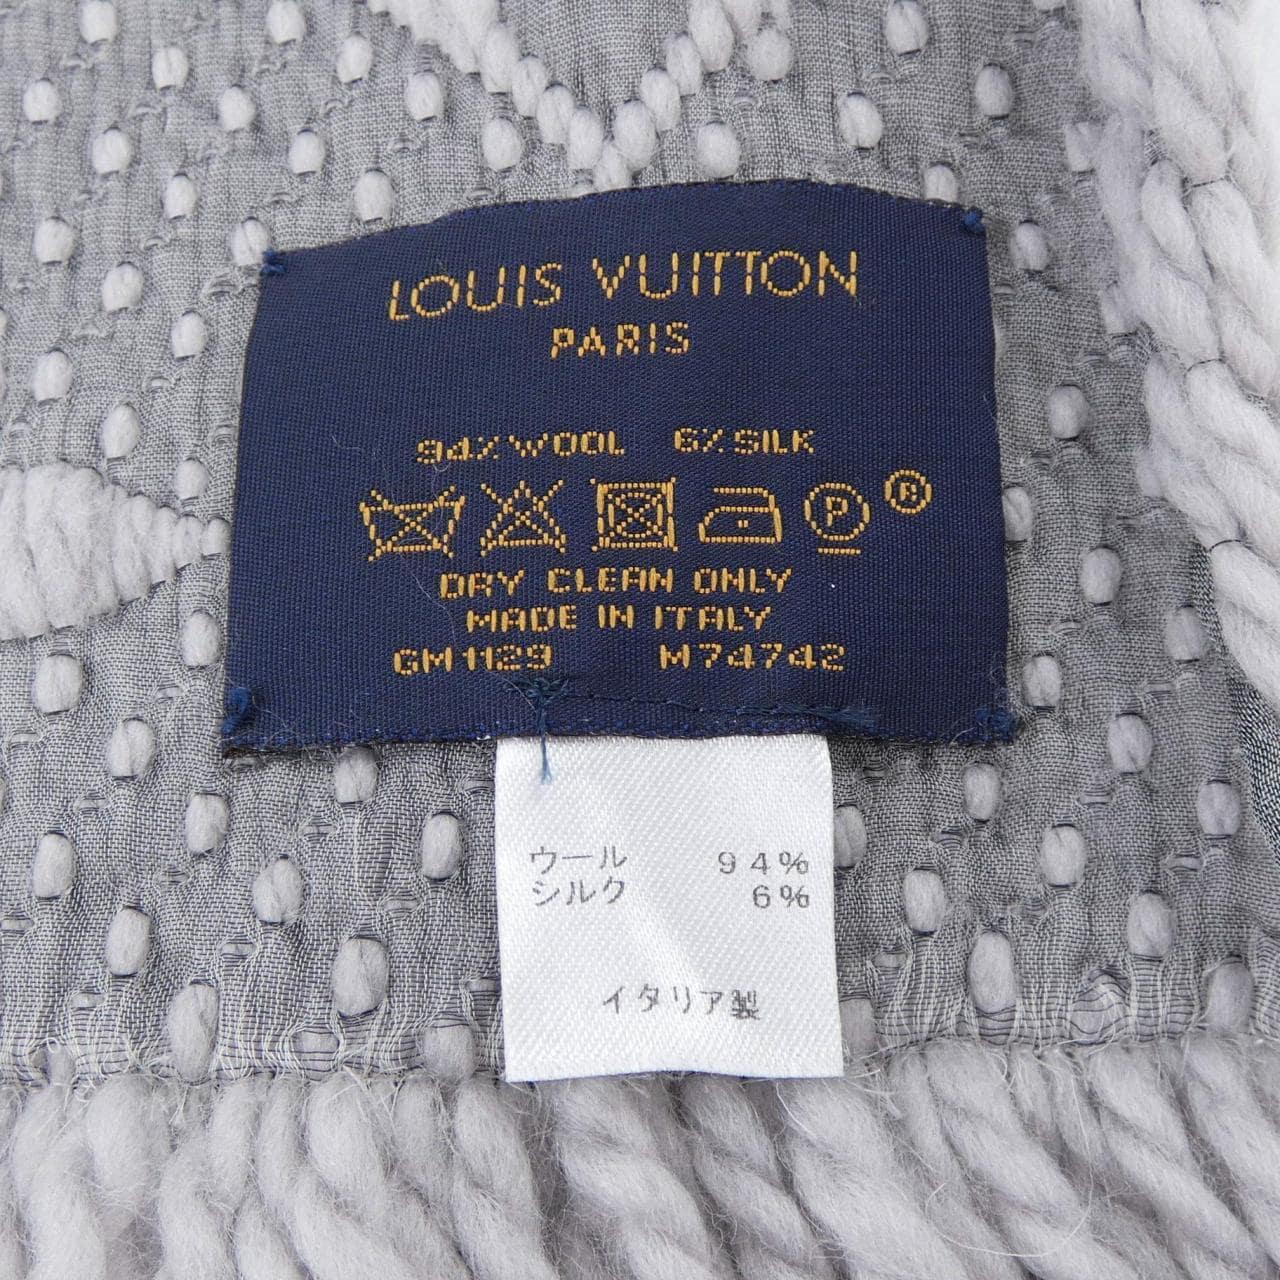 LOUIS VUITTON
PARIS
94% WOOL 6% SILK
P ®
DRY CLEAN ONLY
MADE IN ITALY
GM1129 M74742
ウール 94%
シルク 6%
イタリア製